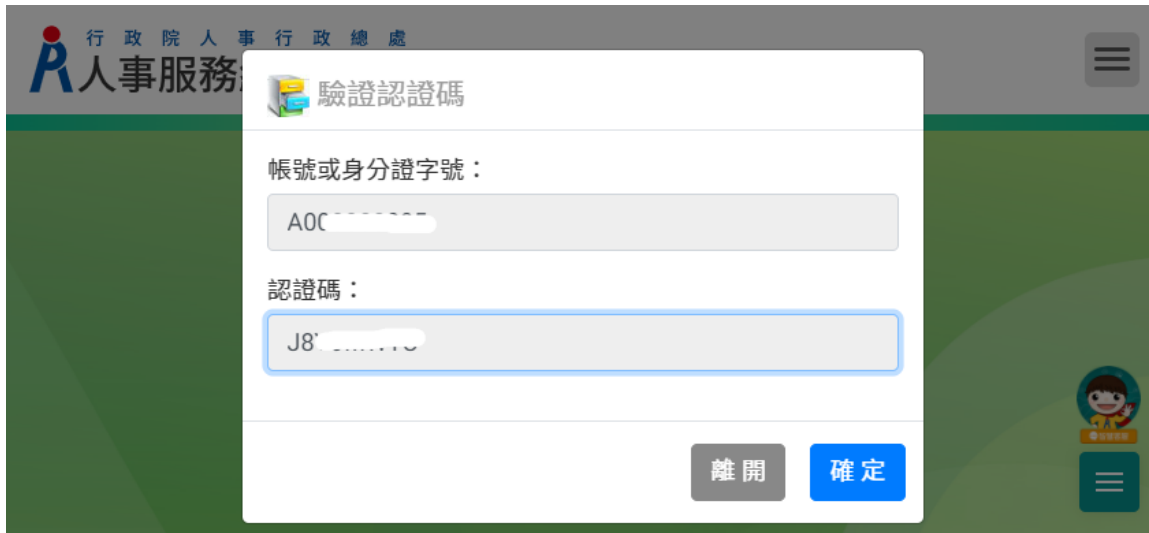 行政院人事行政總處
人事服務
驗證認證碼
帳號或身分證字號：
A00
認證碼：
J8
離開
確定